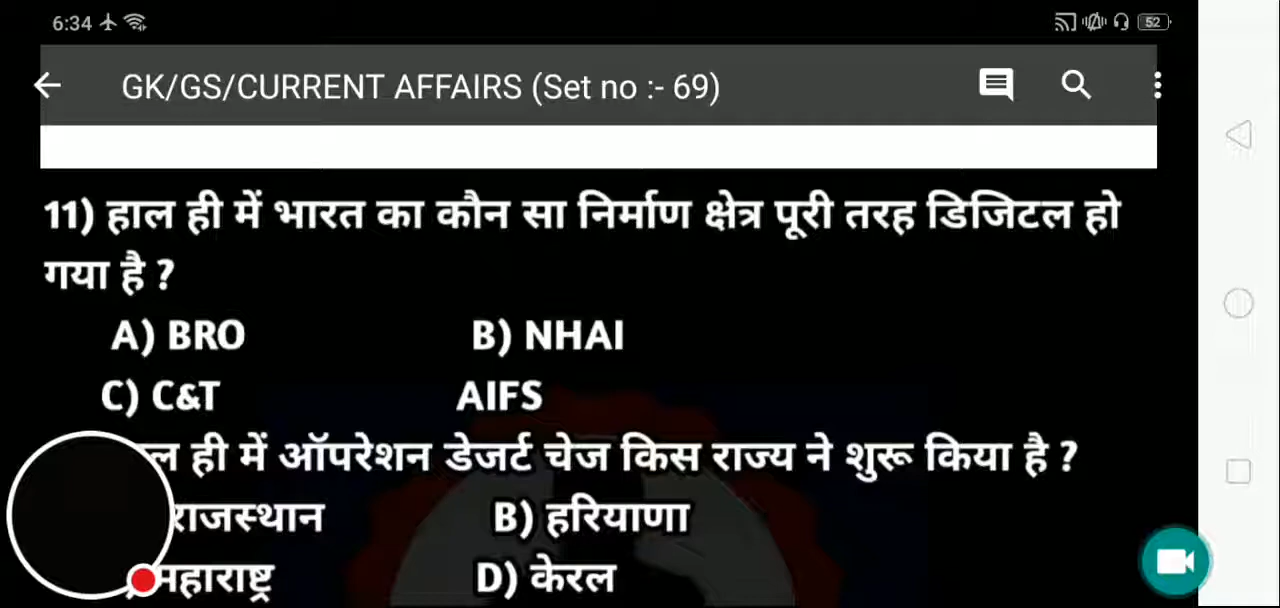 6:34
52
GK/GS/CURRENT AFFAIRS (Set no :- 69)
11) हाल ही में भारत का कौन सा निर्माण क्षेत्र पूरी तरह डिजिटल हो
गया है ?
A) BRO B) NHAI
C) C&T AIFS
ही में ऑपरेशन डेजर्ट चेज किस राज्य ने शुरू किया है ?
राजस्थान B) हरियाणा
महाराष्ट्र D) केरल